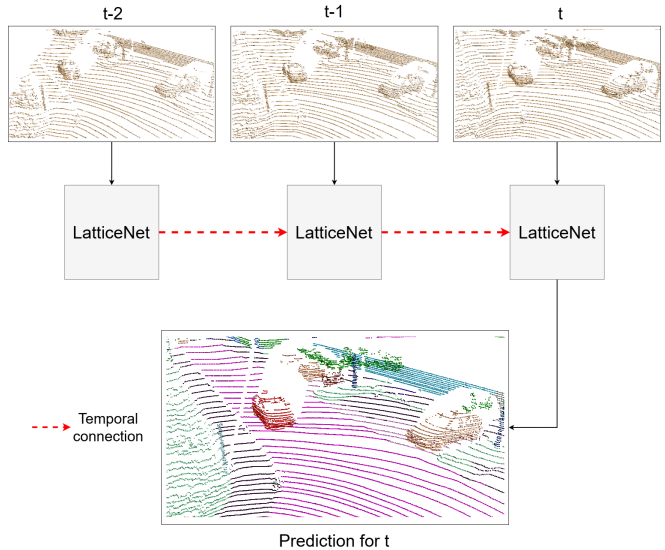 t-2
t-1
t
LatticeNet
LatticeNet
LatticeNet
Temporal
connection
Prediction for t